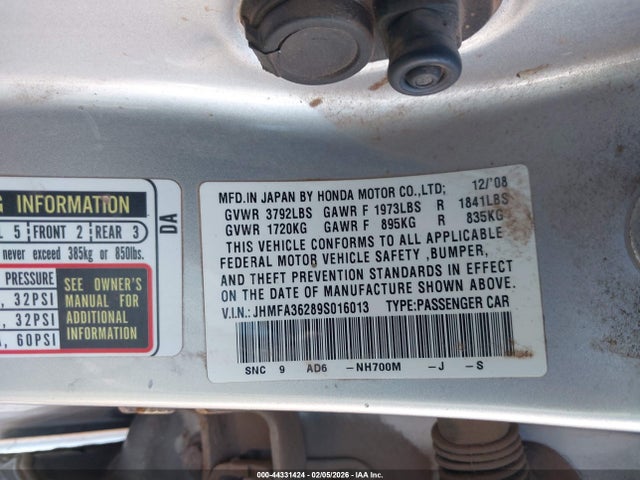 G INFORMATION
L 5 FRONT 2 REAR 3
never exceed 385kg or 850lbs.
PRESSURE
, 32PSI
, 32PSI
A, 60PSI
SEE OWNER'S
MANUAL FOR
ADDITIONAL
INFORMATION
DA
MFD.IN JAPAN BY HONDA MOTOR CO.,LTD; 12/'08
GVWR 3792LBS GAWR F 1973LBS R 1841LBS
GVWR 1720KG GAWR F 895KG R 835KG
THIS VEHICLE CONFORMS TO ALL APPLICABLE
FEDERAL MOTOR VEHICLE SAFETY ,BUMPER,
AND THEFT PREVENTION STANDARDS IN EFFECT
ON THE DATE OF MANUFACTURE SHOWN ABOVE.
V.I.N: JHMFA36289S016013 TYPE:PASSENGER CAR
SNC 9 AD6 -NH700M -J -S
000-44331424 | 02/05/2026 - IAA Inc.